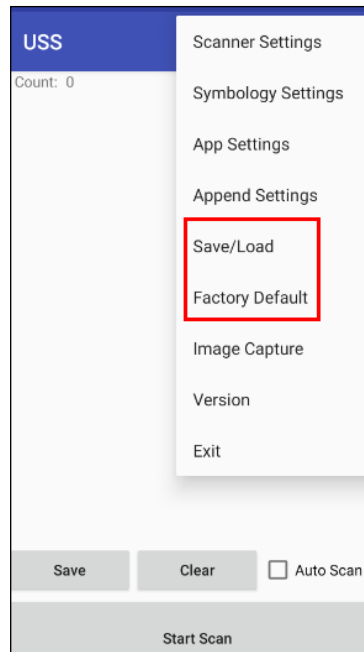 USS
Count: 0
Scanner Settings
Symbology Settings
App Settings
Append Settings
Save/Load
Factory Default
Image Capture
Version
Exit
Save
Clear
Auto Scan
Start Scan